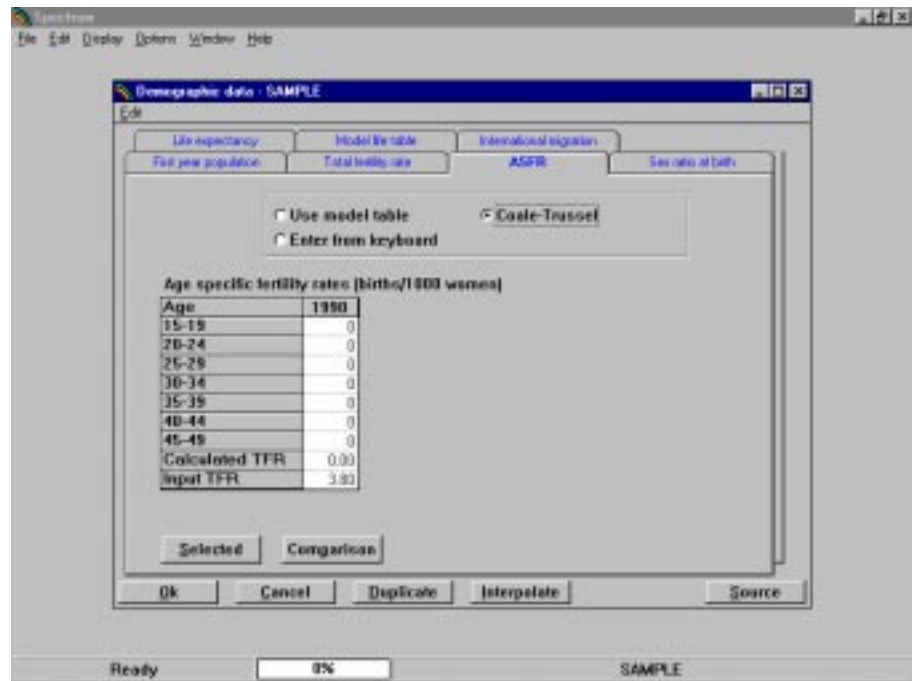 Spectrum
File Edit Display Options Window Help
Demographic data - SAMPLE
Edit
Life expectancy Model life table International migration
First year population Total fertility rate ASFR Sex ratio at birth
Use model table Coale-Trussel
Enter from keyboard
Age specific fertility rates (births/1000 women)
Age 1990
15-19 0
20-24 0
25-29 0
30-34 0
35-39 0
40-44 0
45-49 0
Calculated TFR 0.00
Input TFR 3.80
Selected Comparison
Ok Cancel Duplicate Interpolate Source
Ready 0% SAMPLE